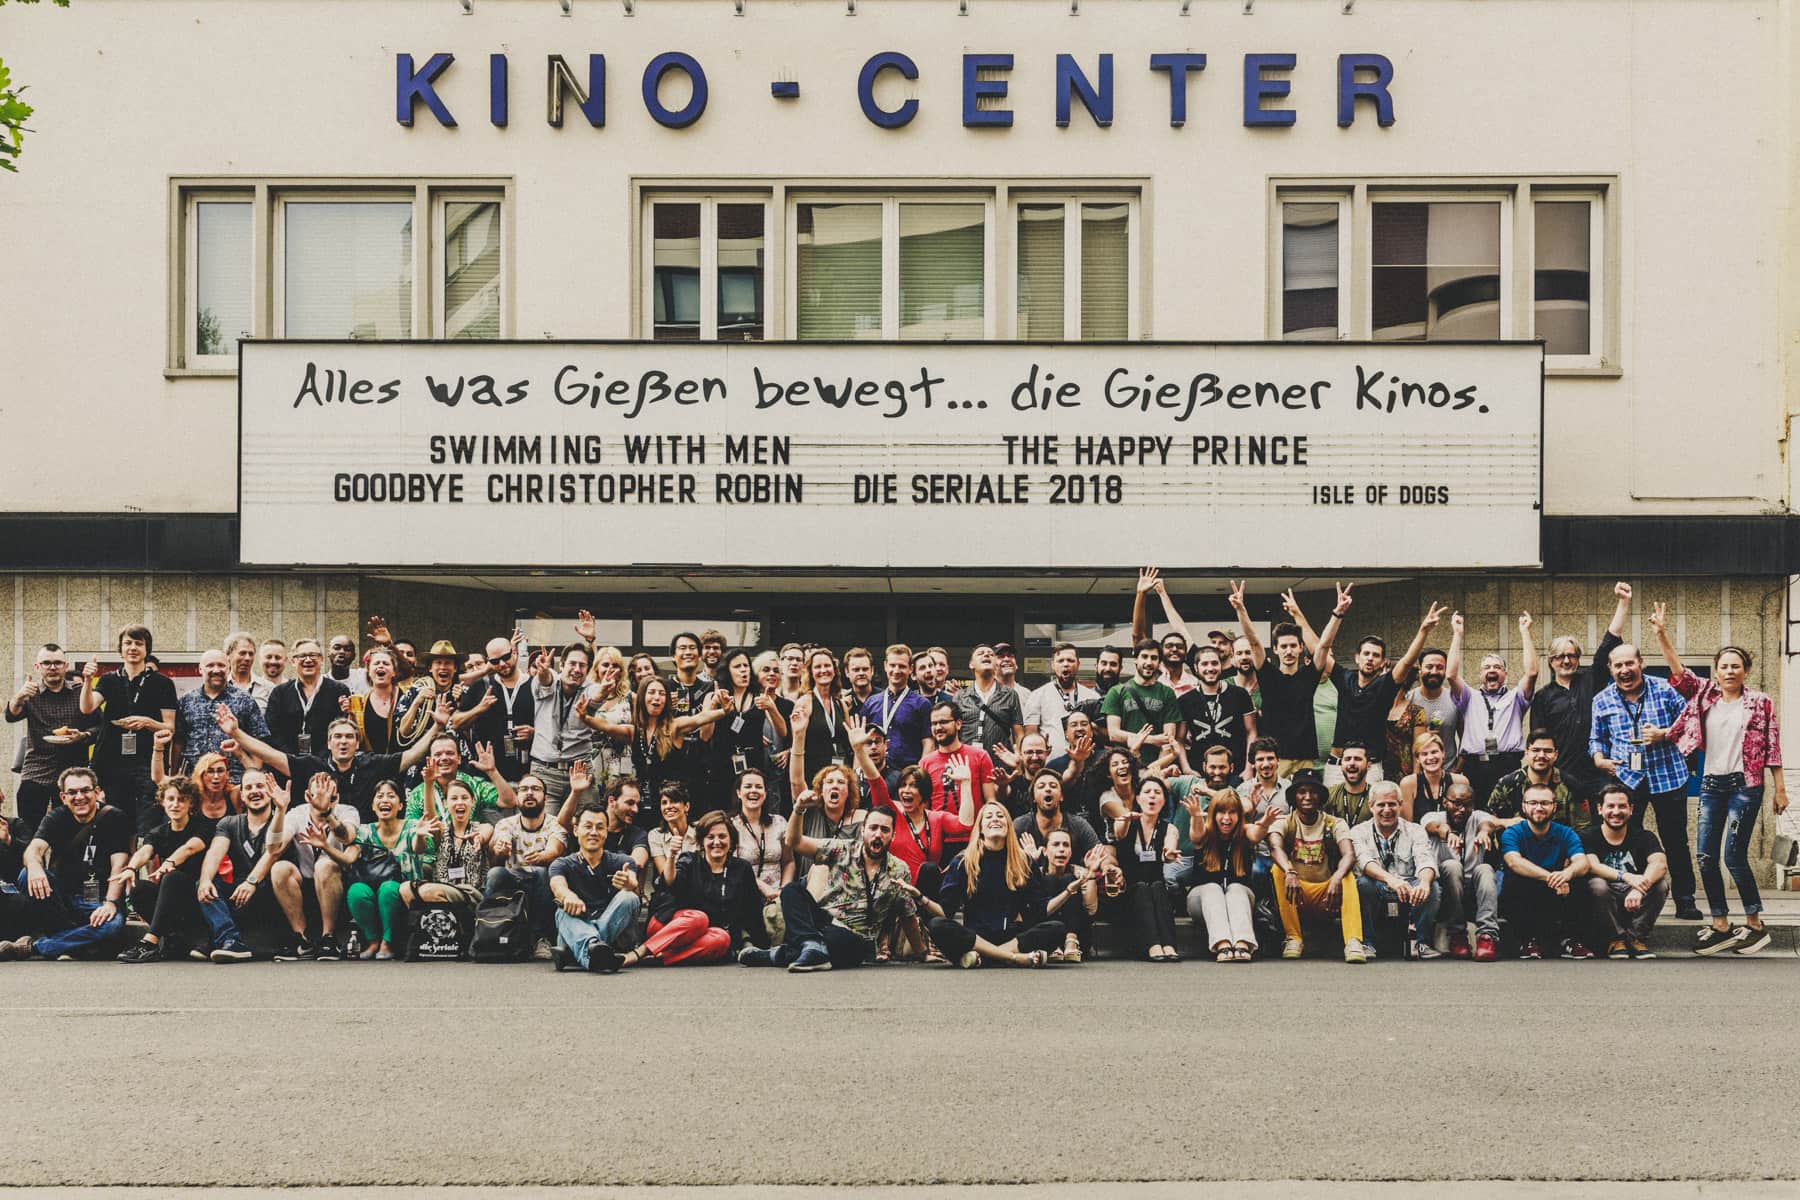 KINO-CENTER
Alles was Gießen bewegt... die Gießener Kinos.
SWIMMING WITH MEN THE HAPPY PRINCE
GOODBYE CHRISTOPHER ROBIN DIE SERIALE 2018 ISLE OF DOGS
die Seriale